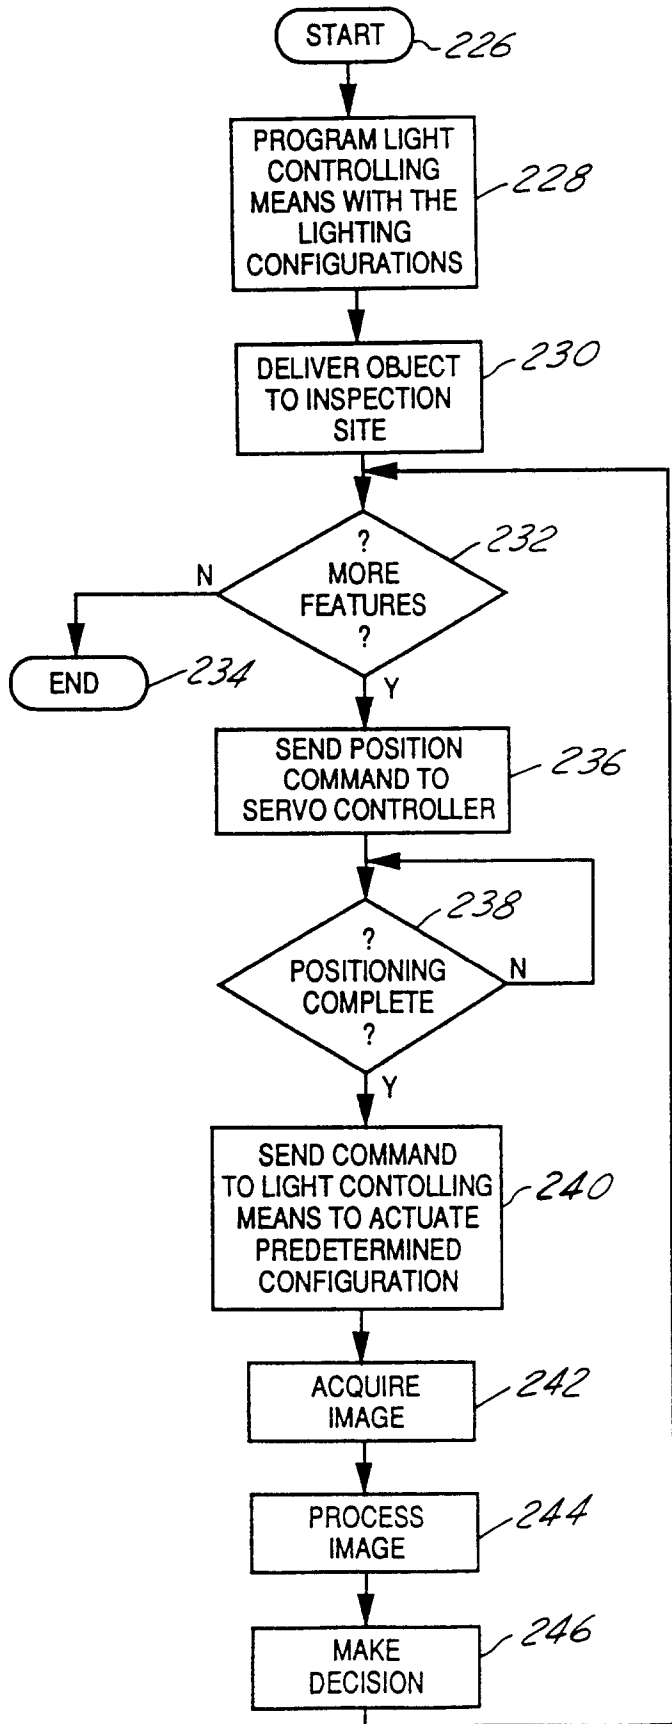 START
226
PROGRAM LIGHT
CONTROLLING
MEANS WITH THE
LIGHTING
CONFIGURATIONS
228
DELIVER OBJECT
TO INSPECTION
SITE
230
?
MORE
FEATURES
?
232
N
END
234
Y
SEND POSITION
COMMAND TO
SERVO CONTROLLER
236
?
POSITIONING
COMPLETE
?
238
N
Y
SEND COMMAND
TO LIGHT CONTOLLING
MEANS TO ACTUATE
PREDETERMINED
CONFIGURATION
240
ACQUIRE
IMAGE
242
PROCESS
IMAGE
244
MAKE
DECISION
246